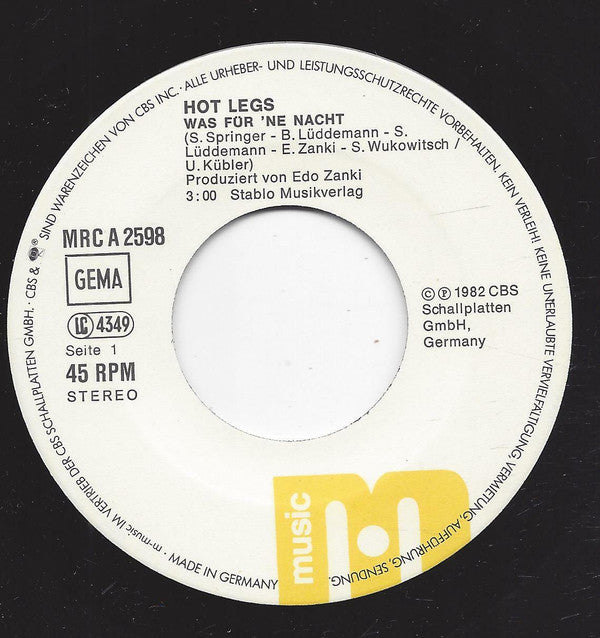 HOT LEGS
WAS FÜR 'NE NACHT
(S. Springer - B. Lüddemann - S.
Lüddemann - E. Zanki - S. Wukowitsch /
U. Kübler)
Produziert von Edo Zanki
3:00 Stablo Musikverlag
MRC A 2598
GEMA
LC 4349
Seite 1
45 RPM
STEREO
© ℗ 1982 CBS
Schallplatten
GmbH,
Germany
music
m
m-music IM VERTRIEB DER CBS SCHALLPLATTEN GMBH. · CBS & ® SIND WARENZEICHEN VON CBS INC. · ALLE URHEBER- UND LEISTUNGSSCHUTZRECHTE VORBEHALTEN. KEIN VERLEIH! KEINE UNERLAUBTE VERVIELFÄLTIGUNG, VERMIETUNG, AUFFÜHRUNG, SENDUNG.
· MADE IN GERMANY